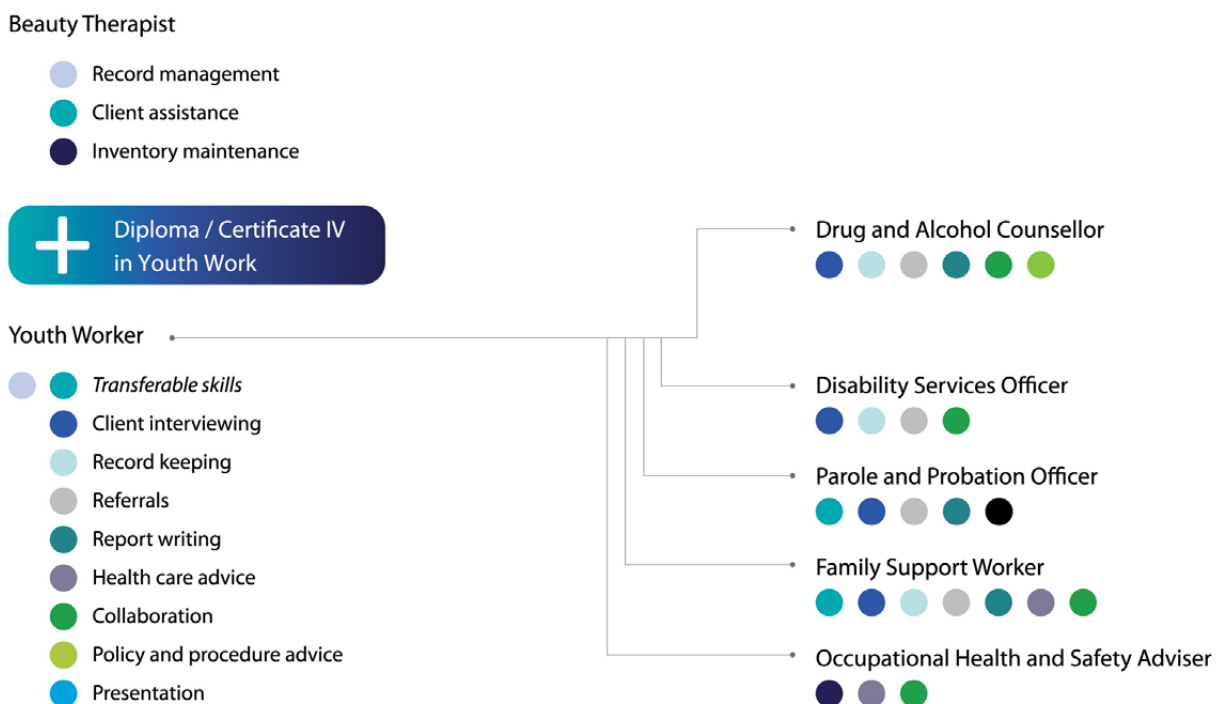 Beauty Therapist
Record management
Client assistance
Inventory maintenance
Diploma / Certificate IV
in Youth Work
Youth Worker
Transferable skills
Client interviewing
Record keeping
Referrals
Report writing
Health care advice
Collaboration
Policy and procedure advice
Presentation
Drug and Alcohol Counsellor
Disability Services Officer
Parole and Probation Officer
Family Support Worker
Occupational Health and Safety Adviser